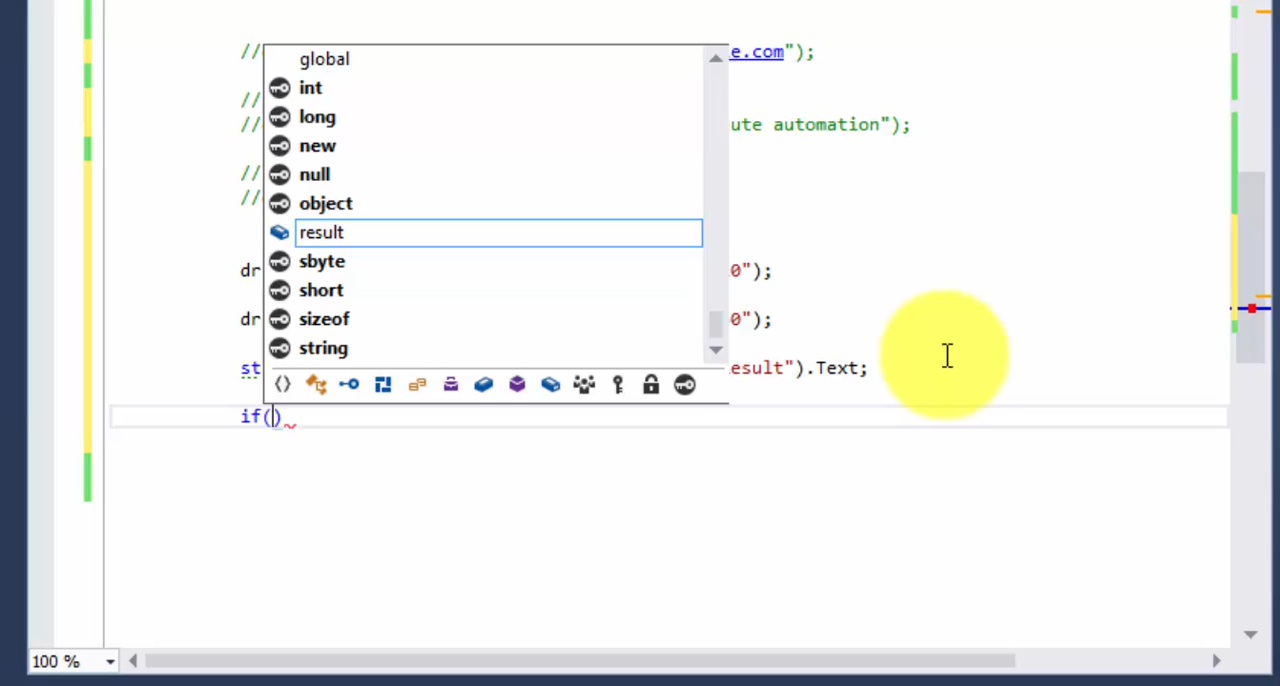 // e.com");
global
int
long
// 
// ute automation");
new
null
//
//
object
result
sbyte
dr 0");
short
sizeof
dr 0");
string
st esult").Text;
if()
100 %